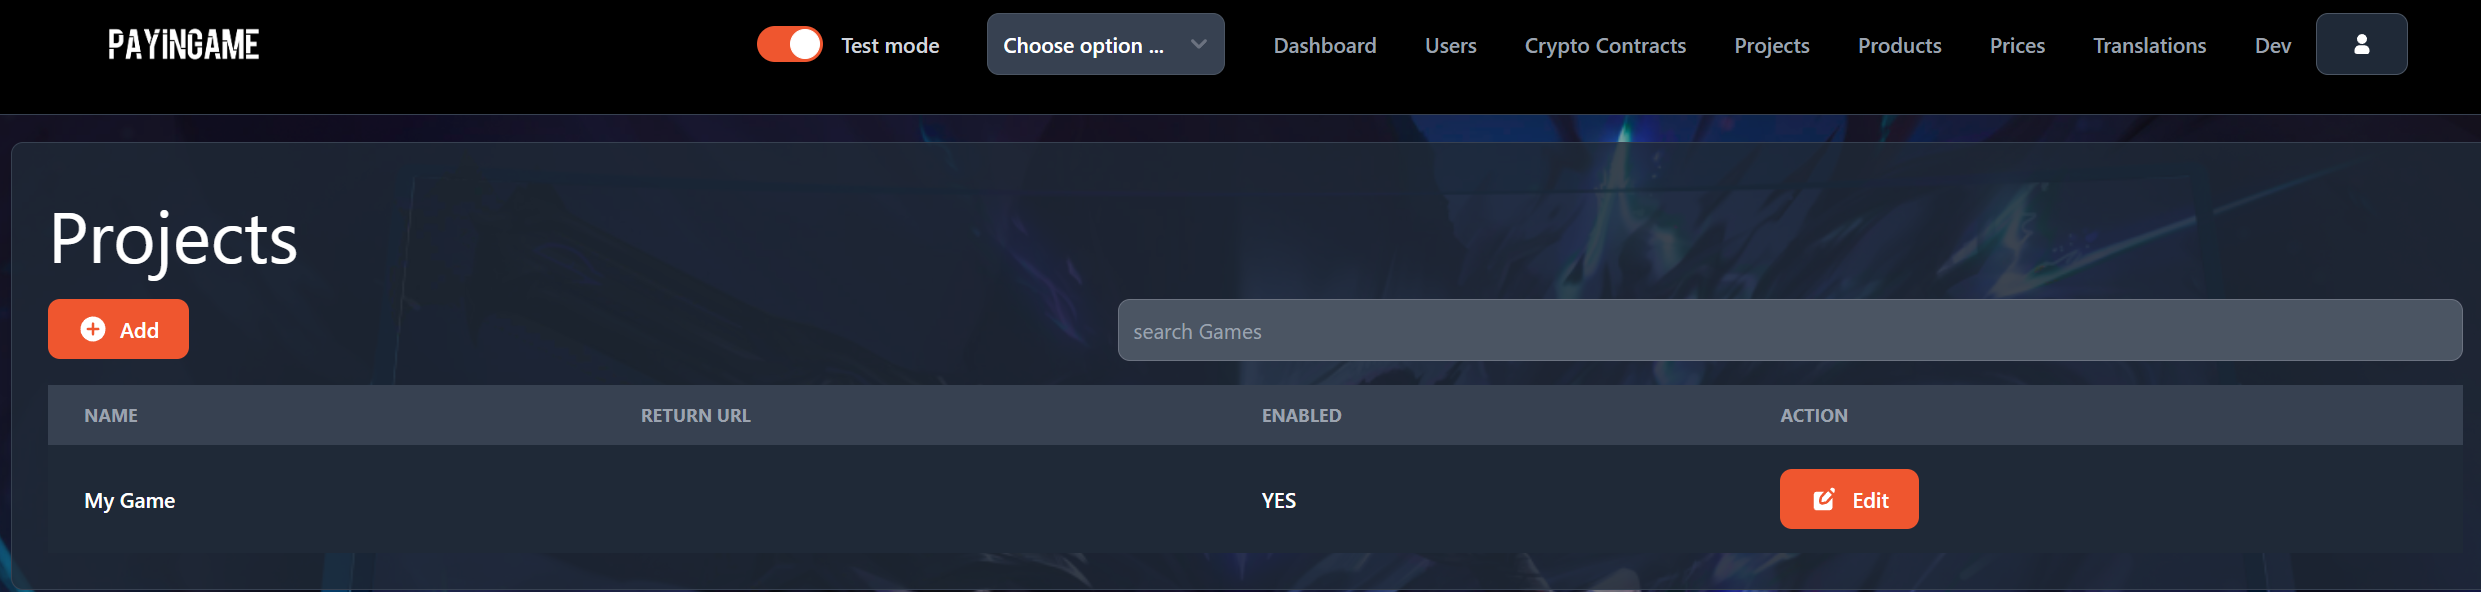 PAYINGAME
Test mode
Choose option ...
Dashboard
Users
Crypto Contracts
Projects
Products
Prices
Translations
Dev
Projects
Add
search Games
NAME RETURN URL ENABLED ACTION
My Game YES Edit